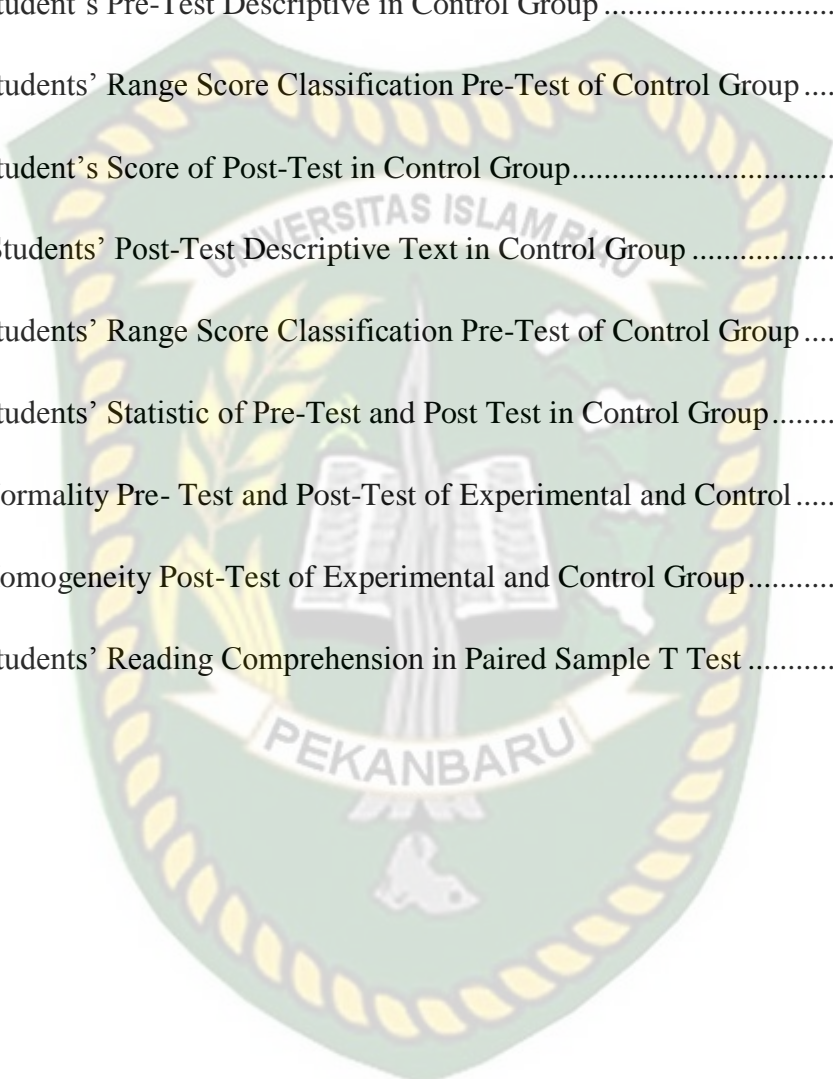 tudent's Pre-Test Descriptive in Control Group .............................
tudents' Range Score Classification Pre-Test of Control Group ....
tudent's Score of Post-Test in Control Group.................................
UNIVERSITAS ISLAM RIAU
Students' Post-Test Descriptive Text in Control Group ..................
tudents' Range Score Classification Pre-Test of Control Group ....
tudents' Statistic of Pre-Test and Post Test in Control Group........
ormality Pre- Test and Post-Test of Experimental and Control .....
omogeneity Post-Test of Experimental and Control Group...........
tudents' Reading Comprehension in Paired Sample T Test ...........
PEKANBARU